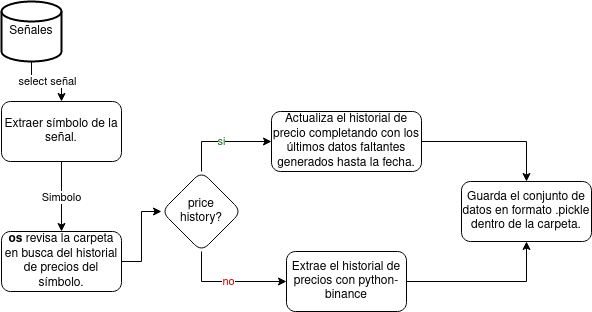 Señales
select señal
Extraer símbolo de la
señal.
Simbolo
os revisa la carpeta
en busca del historial
de precios del
símbolo.
price
history?
si
Actualiza el historial de
precio completando con los
últimos datos faltantes
generados hasta la fecha.
no
Extrae el historial de
precios con python-
binance
Guarda el conjunto de
datos en formato .pickle
dentro de la carpeta.